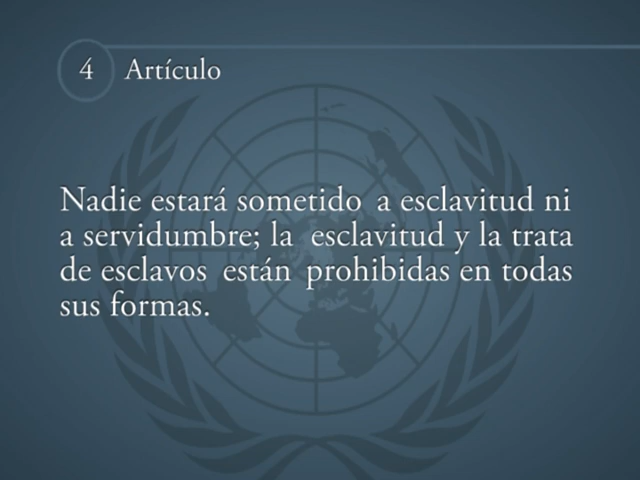 4 Artículo
Nadie estará sometido a esclavitud ni
a servidumbre; la esclavitud y la trata
de esclavos están prohibidas en todas
sus formas.